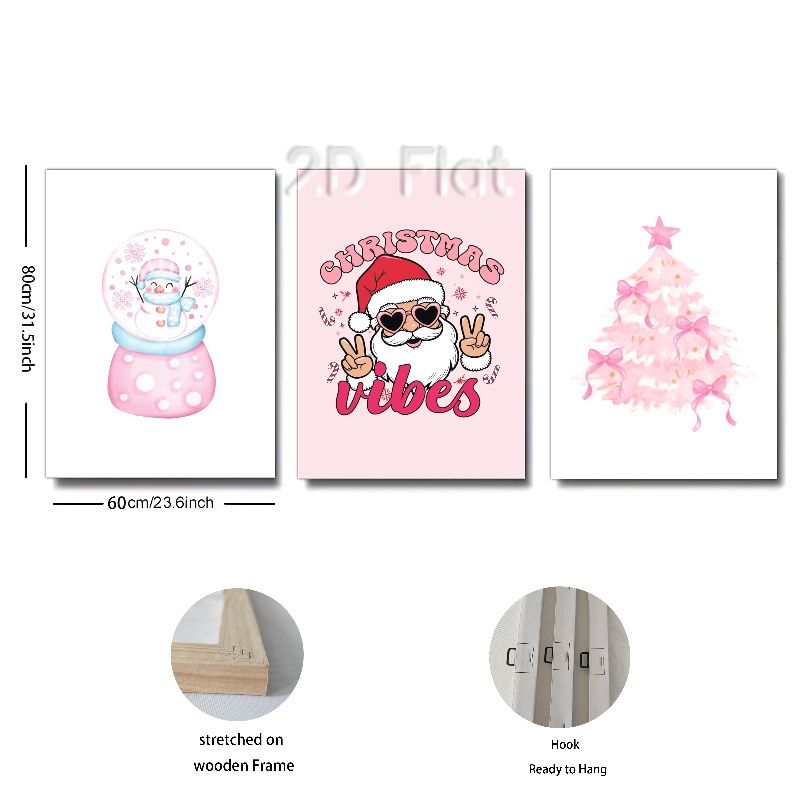 2D Flat
80cm/31.5inch
CHRISTMAS
vibes
60cm/23.6inch
stretched on
wooden Frame
Hook
Ready to Hang